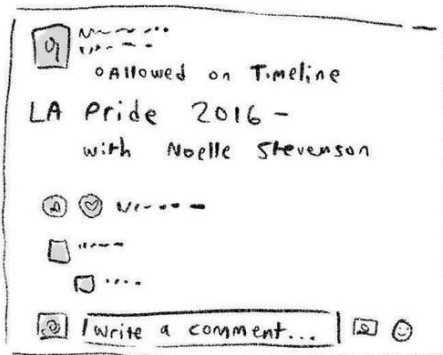 Allowed on Timeline
LA Pride 2016 -
with Noelle Stevenson
Write a comment...